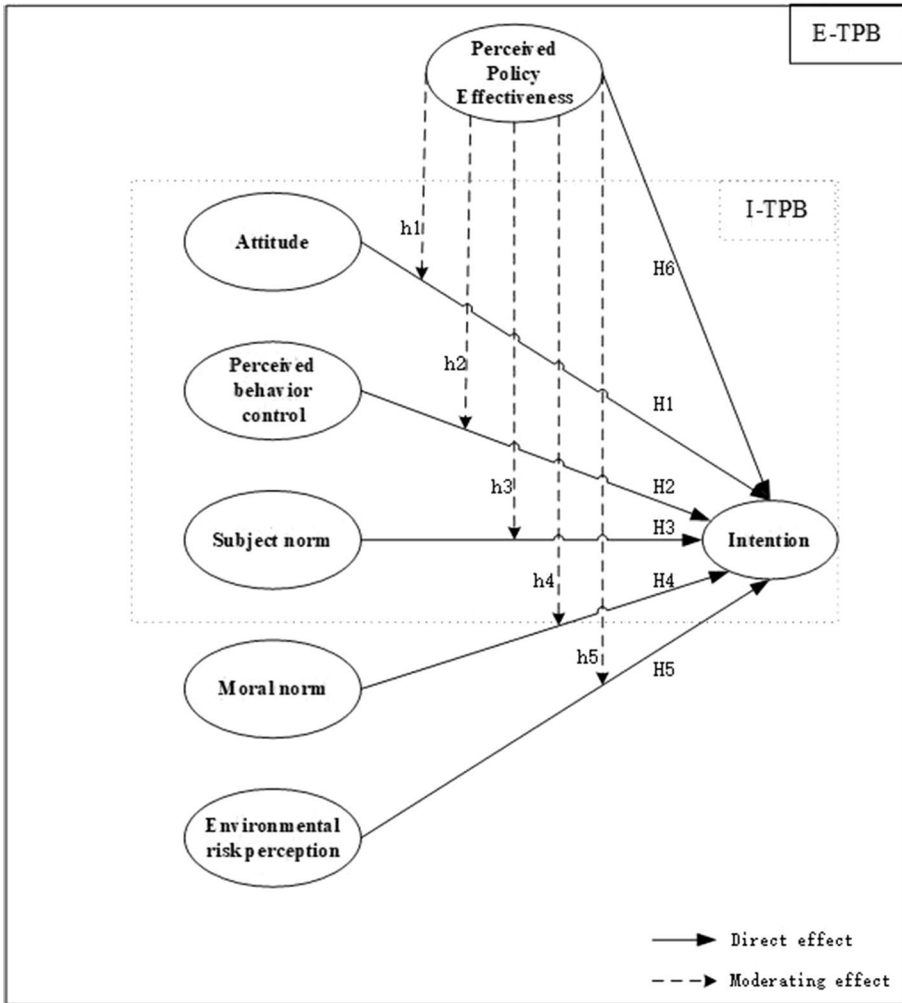 E-TPB
Perceived
Policy
Effectiveness
I-TPB
h1
Attitude
H6
h2
Perceived
behavior
control
H1
h3
H2
Subject norm
H3
Intention
h4
H4
h5
H5
Moral norm
Environmental
risk perception
Direct effect
Moderating effect